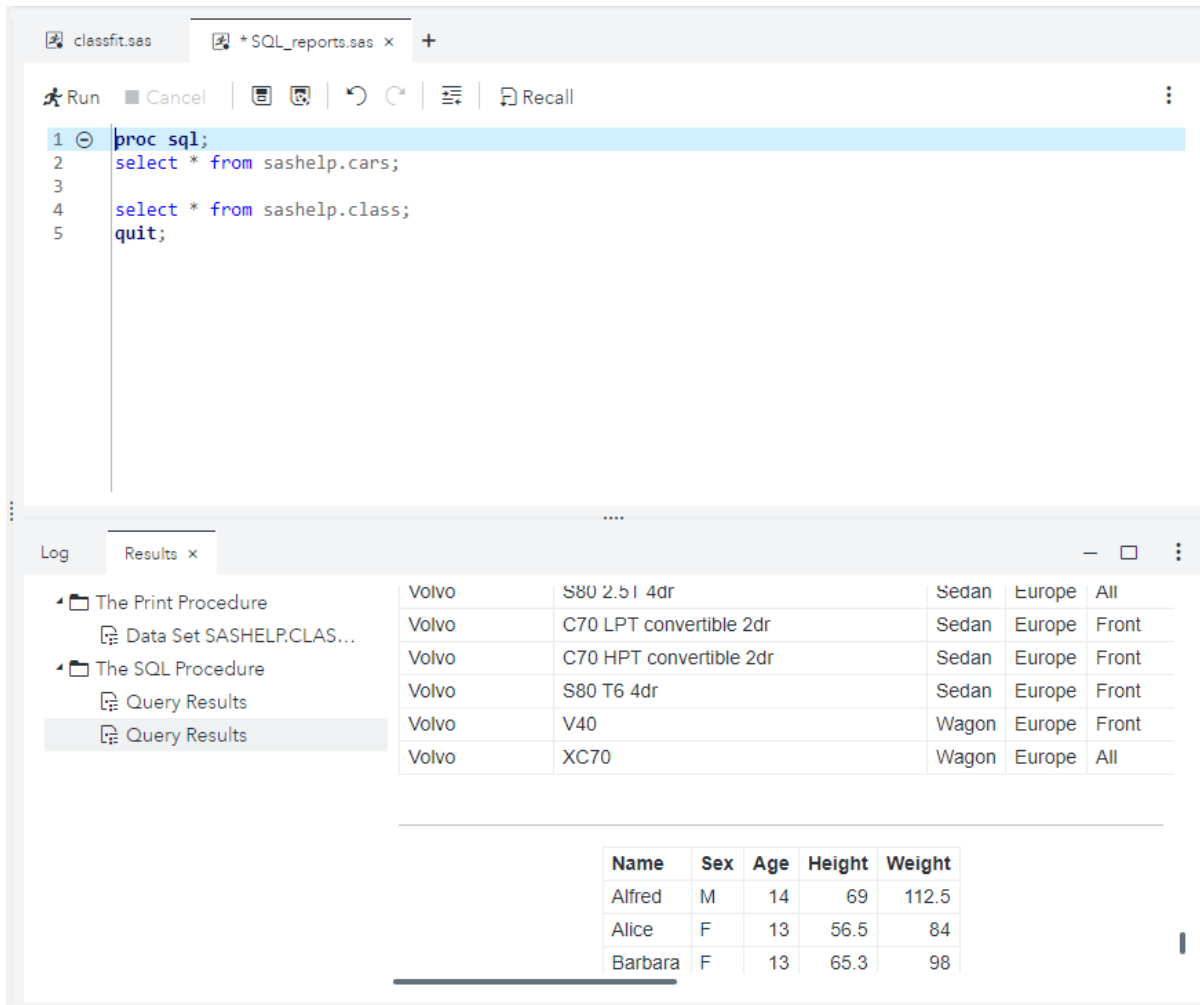 classfit.sas * SQL_reports.sas × +
Run Cancel Recall
1 proc sql;
2 select * from sashelp.cars;
3
4 select * from sashelp.class;
5 quit;
Log Results ×
The Print Procedure
Data Set SASHELP.CLAS...
The SQL Procedure
Query Results
Query Results
Volvo S80 2.5T 4dr Sedan Europe All
Volvo C70 LPT convertible 2dr Sedan Europe Front
Volvo C70 HPT convertible 2dr Sedan Europe Front
Volvo S80 T6 4dr Sedan Europe Front
Volvo V40 Wagon Europe Front
Volvo XC70 Wagon Europe All
Name Sex Age Height Weight
Alfred M 14 69 112.5
Alice F 13 56.5 84
Barbara F 13 65.3 98